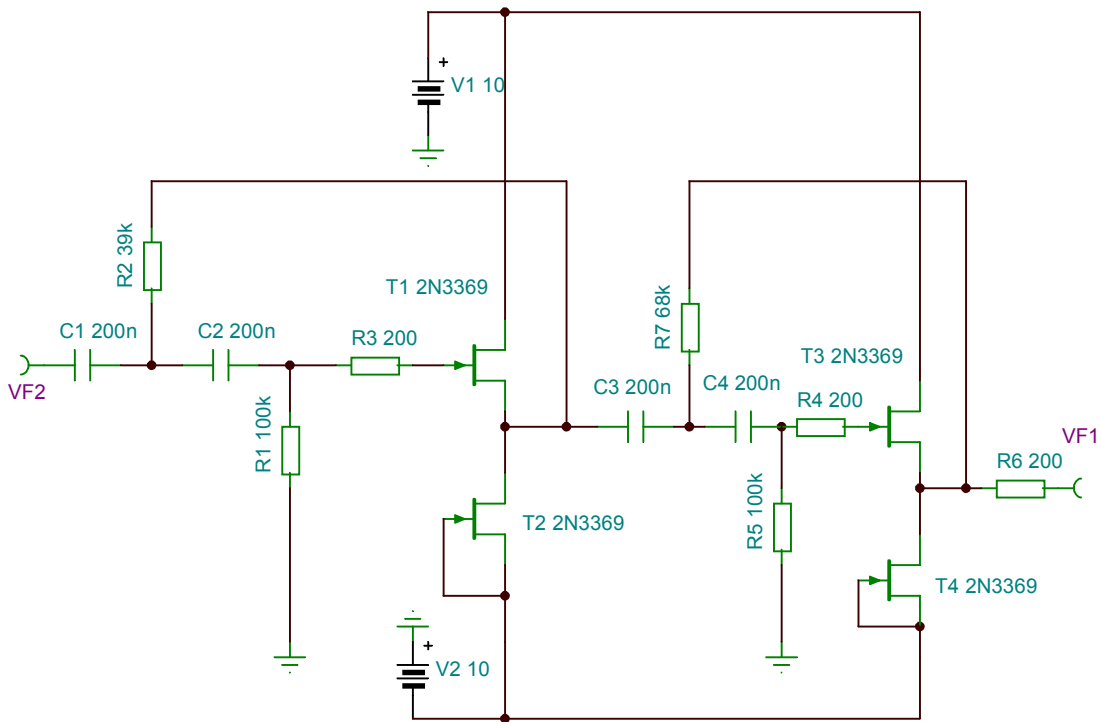 +
V1 10
R2 39k
T1 2N3369
R7 68k
C1 200n
C2 200n
R3 200
T3 2N3369
C3 200n
C4 200n
R4 200
VF2
VF1
R1 100k
R6 200
R5 100k
T2 2N3369
T4 2N3369
+
V2 10